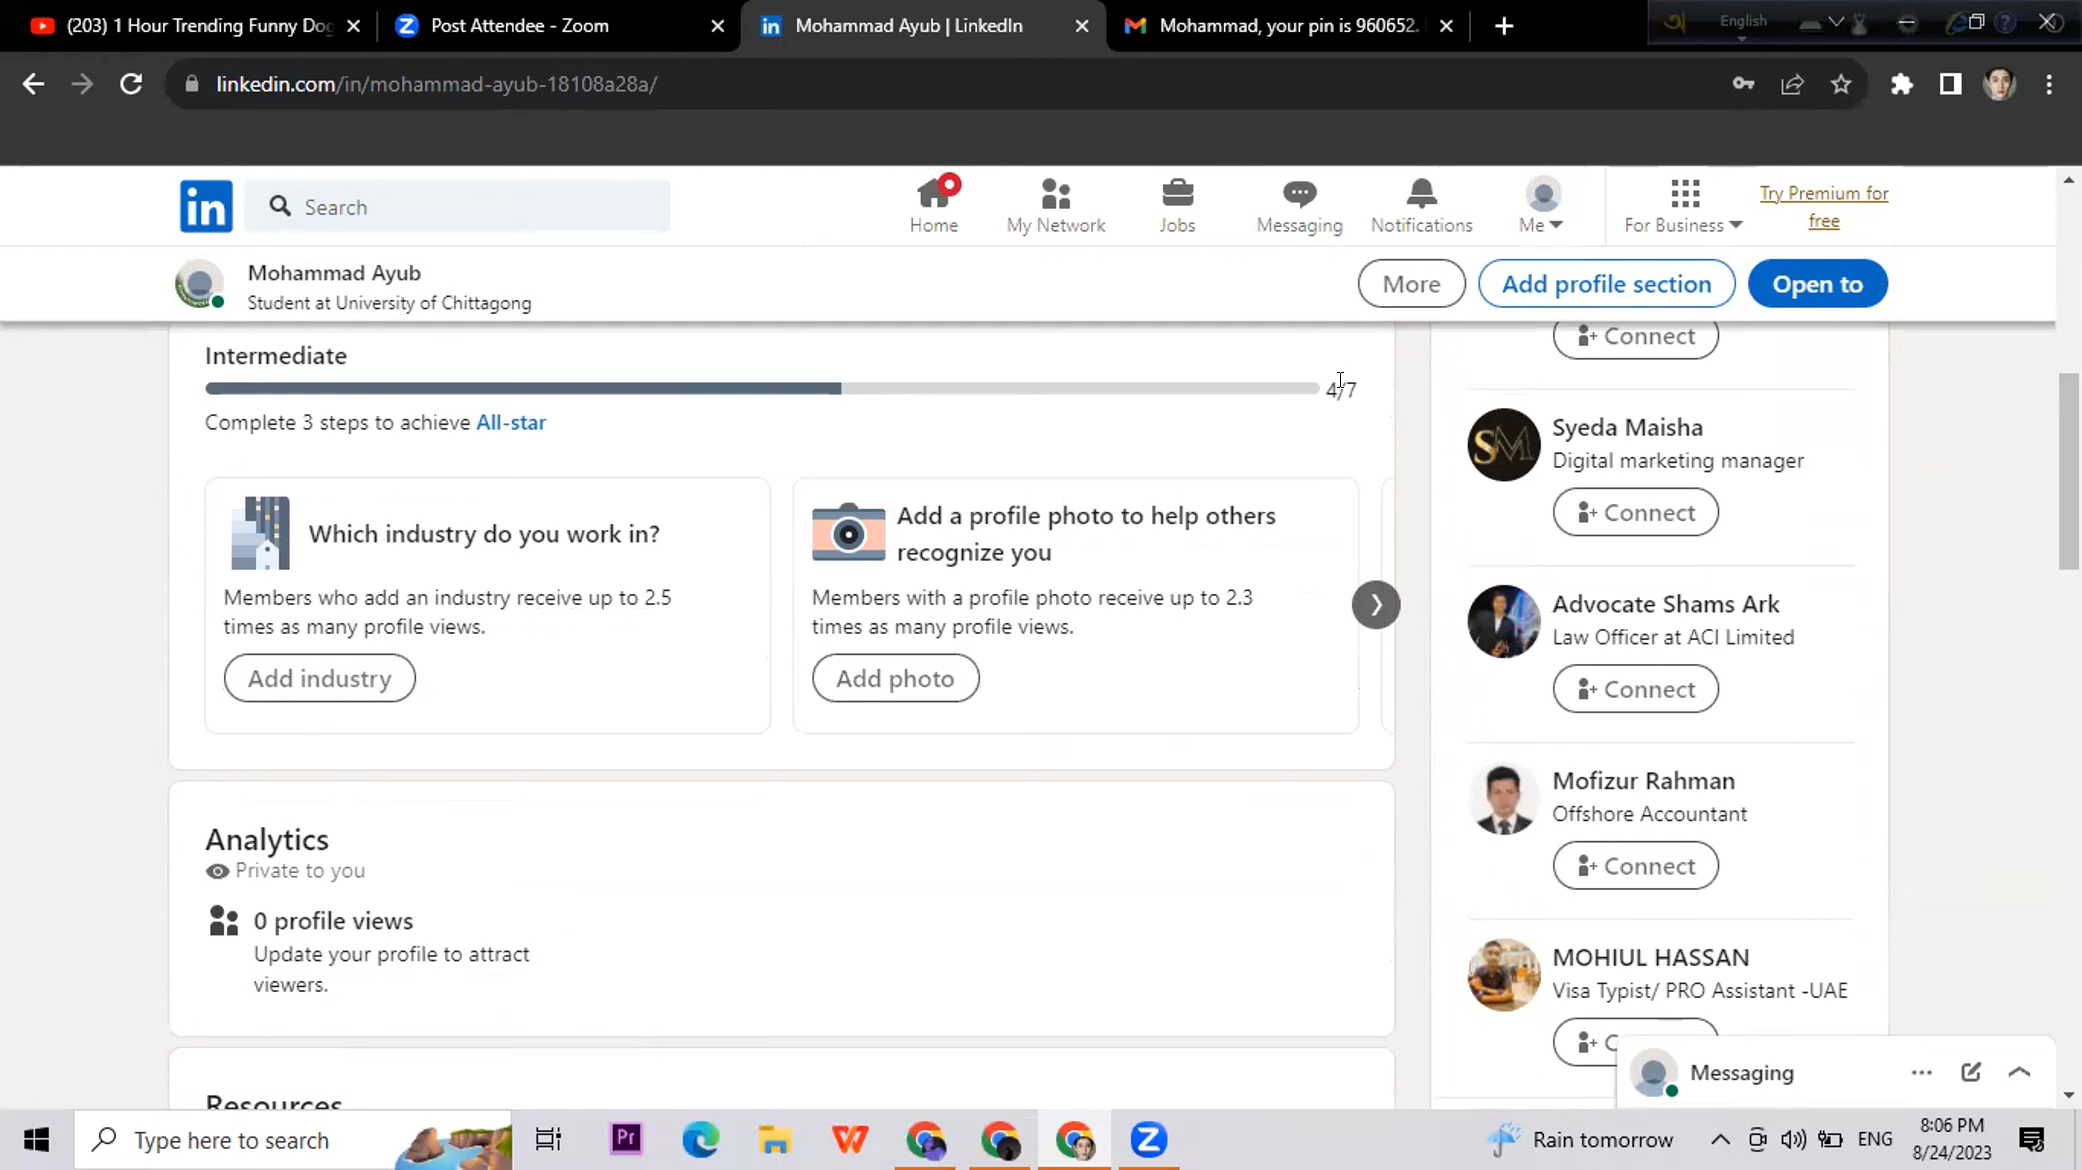 (203) 1 Hour Trending Funny Dog
Post Attendee - Zoom
Mohammad Ayub | LinkedIn
Mohammad, your pin is 960652.
English
linkedin.com/in/mohammad-ayub-18108a28a/
in
Search
Home
My Network
Jobs
Messaging
Notifications
Me
For Business
Try Premium for
free
Mohammad Ayub
Student at University of Chittagong
More
Add profile section
Open to
Intermediate
4/7
Complete 3 steps to achieve All-star
Which industry do you work in?
Members who add an industry receive up to 2.5
times as many profile views.
Add industry
Add a profile photo to help others
recognize you
Members with a profile photo receive up to 2.3
times as many profile views.
Add photo
Analytics
Private to you
0 profile views
Update your profile to attract
viewers.
Resources
Connect
SM
Syeda Maisha
Digital marketing manager
Connect
Advocate Shams Ark
Law Officer at ACI Limited
Connect
Mofizur Rahman
Offshore Accountant
Connect
MOHIUL HASSAN
Visa Typist/ PRO Assistant -UAE
Messaging
Type here to search
Pr
Rain tomorrow
ENG
8:06 PM
8/24/2023